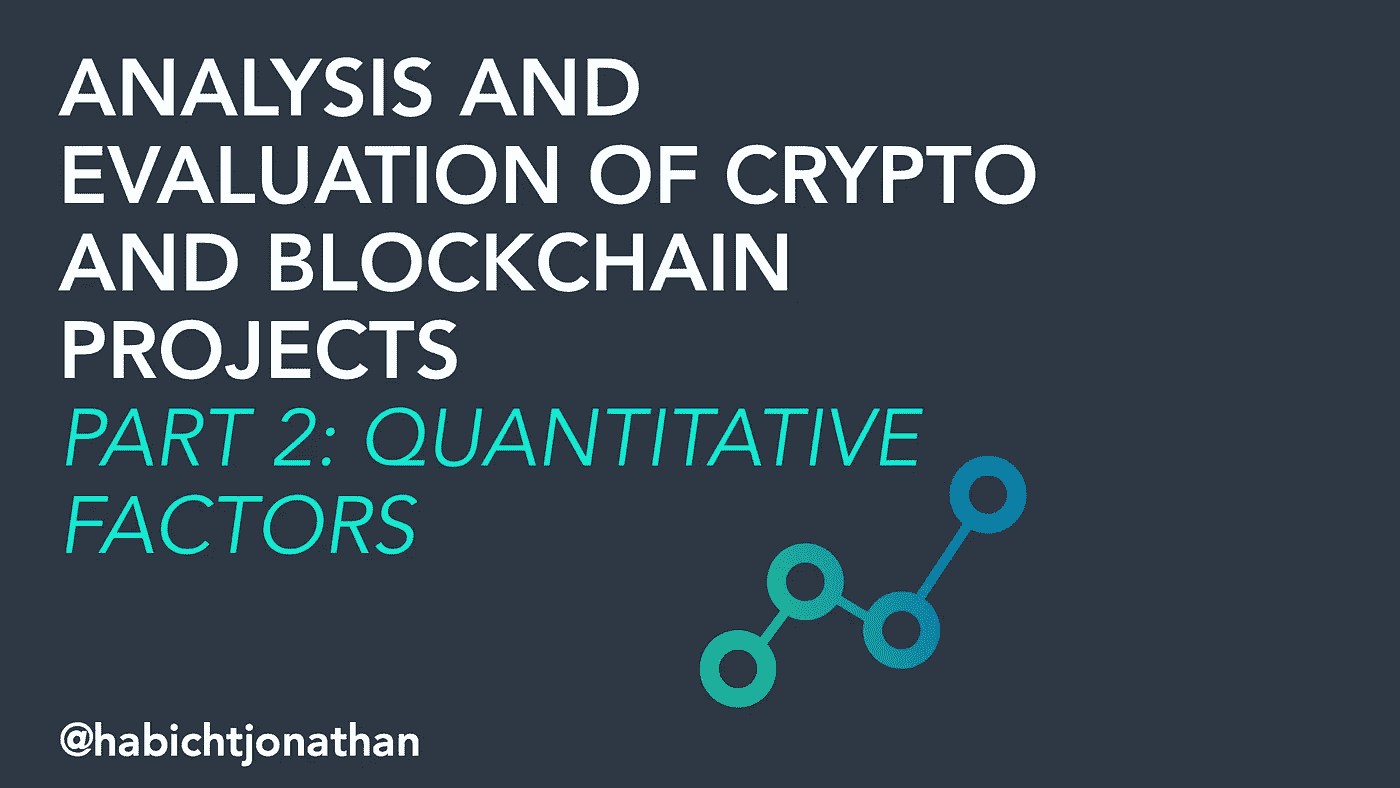 ANALYSIS AND
EVALUATION OF CRYPTO
AND BLOCKCHAIN
PROJECTS
PART 2: QUANTITATIVE
FACTORS
@habichtjonathan